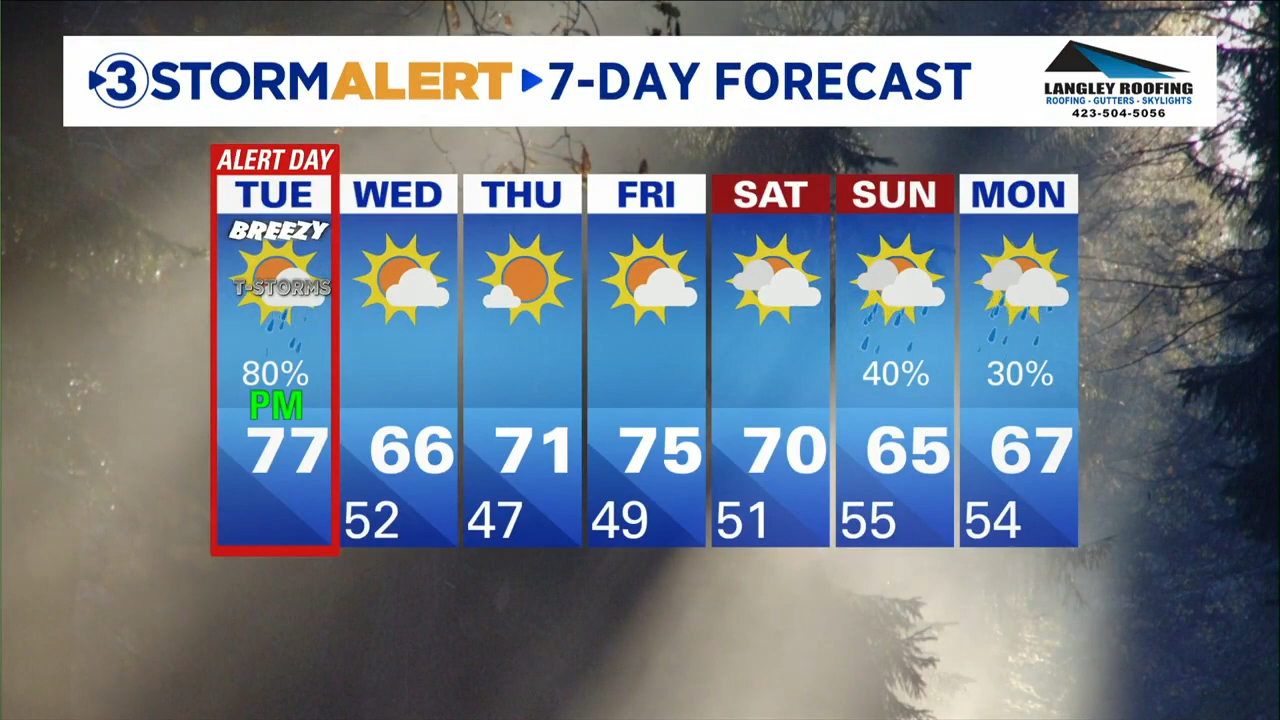 3 STORMALERT 7-DAY FORECAST
LANGLEY ROOFING
ROOFING - GUTTERS - SKYLIGHTS
423-504-5056
ALERT DAY
TUE WED THU FRI SAT SUN MON
BREEZY
T-STORMS
80% 40% 30%
PM
77 66 71 75 70 65 67
52 47 49 51 55 54